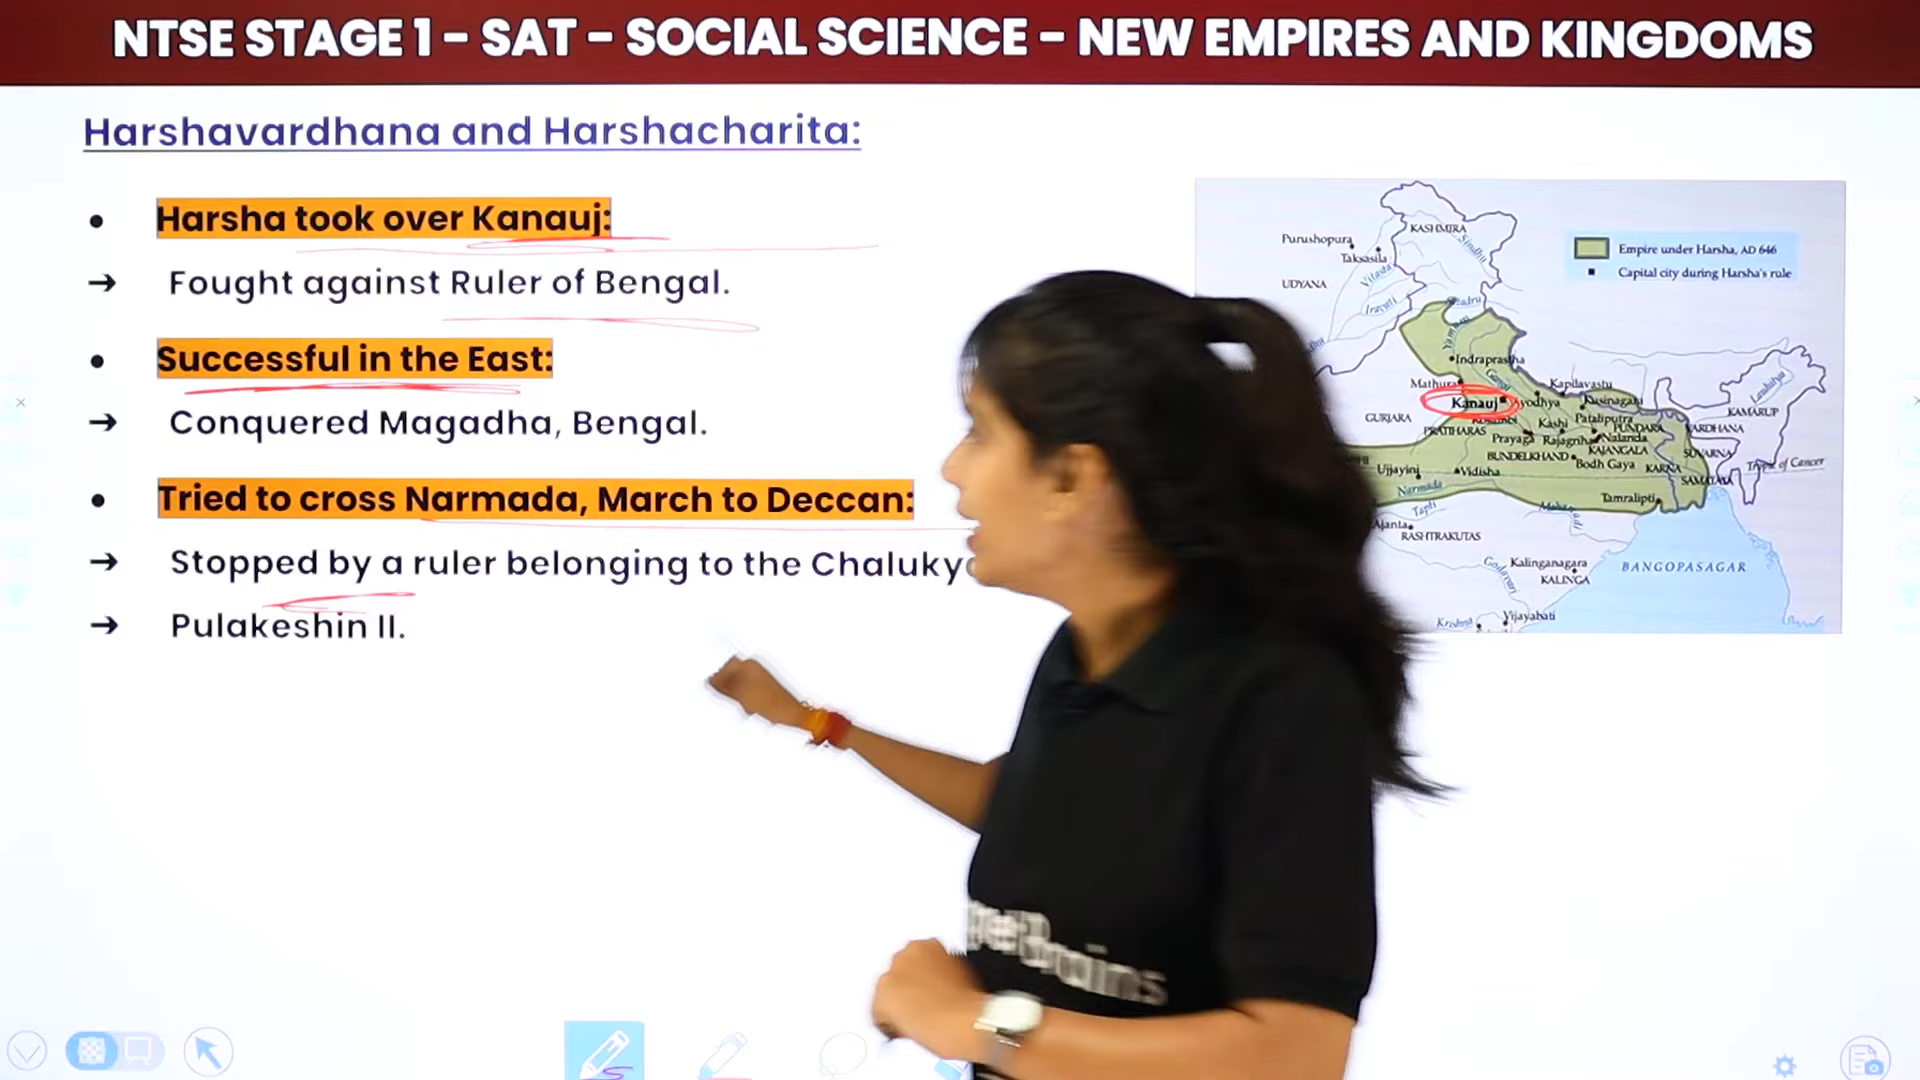 NTSE STAGE 1 - SAT - SOCIAL SCIENCE - NEW EMPIRES AND KINGDOMS
Harshavardhana and Harshacharita:
• Harsha took over Kanauj:
→ Fought against Ruler of Bengal.
• Successful in the East:
→ Conquered Magadha, Bengal.
• Tried to cross Narmada, March to Deccan:
→ Stopped by a ruler belonging to the
→ Pulakeshin II.
Empire under Harsha, AD 646
Capital city during Harsha's rule
KASHMIRA
Sindhu
Purushopura
Taksasila
Vitasta
UDYANA
Iravati
Indraprastha
Ganga
Mathura
Kanauj
Ayodhya
Kapilavastu
Kusinagara
Lauhitya
KAMARUP
GURJARA
PRATIHARAS
Kashi
Pataliputra
PUNDARA
VARDHANA
Prayaga
Rajagriha
Nalanda
KAJANGALA
BUNDELKHAND
Bodh Gaya
KARNA
SUVARNA
Tropic of Cancer
Ujjayini
Vidisha
SAMATATA
Narmada
Tamralipti
Tapti
Mahanadi
Ajanta
RASHTRAKUTAS
Godavari
Kalinganagara
KALINGA
BANGOPASAGAR
Krishna
Vijayabati